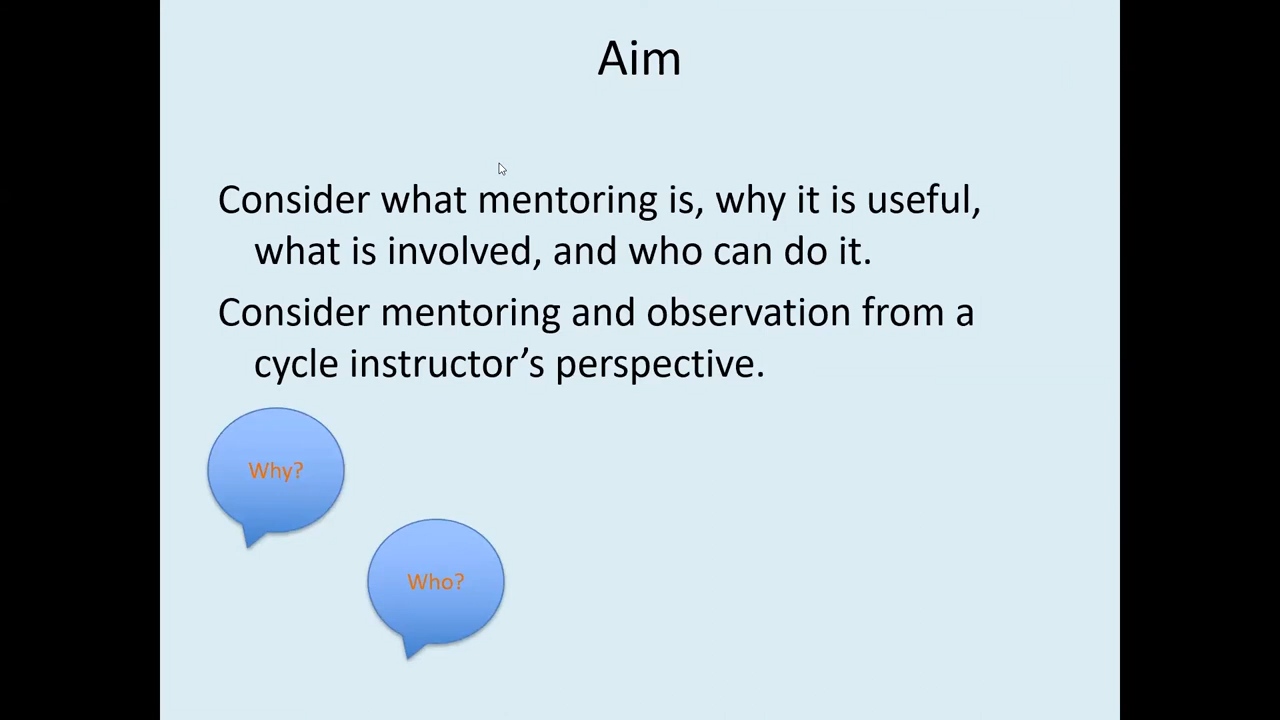 Aim
Consider what mentoring is, why it is useful,
what is involved, and who can do it.
Consider mentoring and observation from a
cycle instructor’s perspective.
Why?
Who?